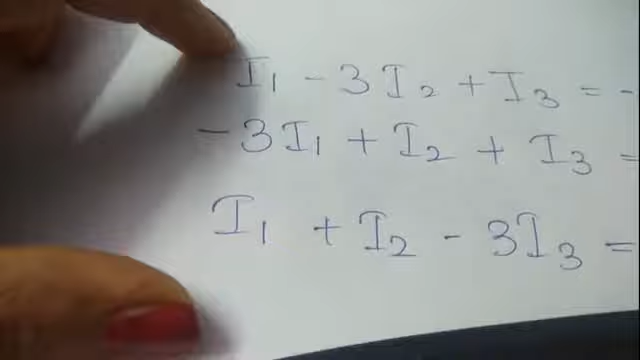 I₁ - 3I₂ + I₃ = -
-3I₁ + I₂ + I₃ =
I₁ + I₂ - 3I₃ =